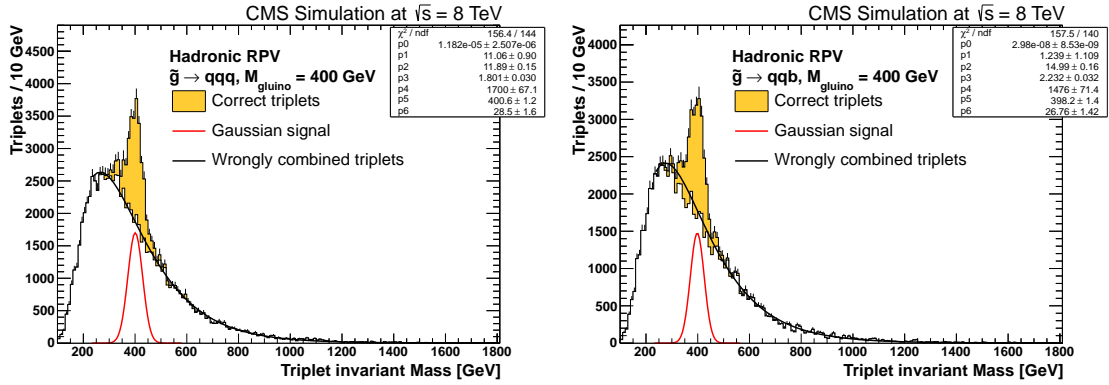 CMS Simulation at √s = 8 TeV
Triplets / 10 GeV
4500
4000
3500
3000
2500
2000
1500
1000
500
0
Hadronic RPV
g̃ → qqq, M_gluino = 400 GeV
Correct triplets
Gaussian signal
Wrongly combined triplets
χ² / ndf 156.4 / 144
p0 1.182e-05 ± 2.507e-06
p1 11.06 ± 0.90
p2 11.89 ± 0.15
p3 1.801 ± 0.030
p4 1700 ± 67.1
p5 400.6 ± 1.2
p6 28.5 ± 1.6
200 400 600 800 1000 1200 1400 1600 1800
Triplet invariant Mass [GeV]
CMS Simulation at √s = 8 TeV
Triplets / 10 GeV
4000
3500
3000
2500
2000
1500
1000
500
0
Hadronic RPV
g̃ → qqb, M_gluino = 400 GeV
Correct triplets
Gaussian signal
Wrongly combined triplets
χ² / ndf 157.5 / 140
p0 2.98e-08 ± 8.53e-09
p1 1.239 ± 1.109
p2 14.99 ± 0.16
p3 2.232 ± 0.032
p4 1476 ± 71.4
p5 398.2 ± 1.4
p6 26.76 ± 1.42
200 400 600 800 1000 1200 1400 1600 1800
Triplet invariant Mass [GeV]